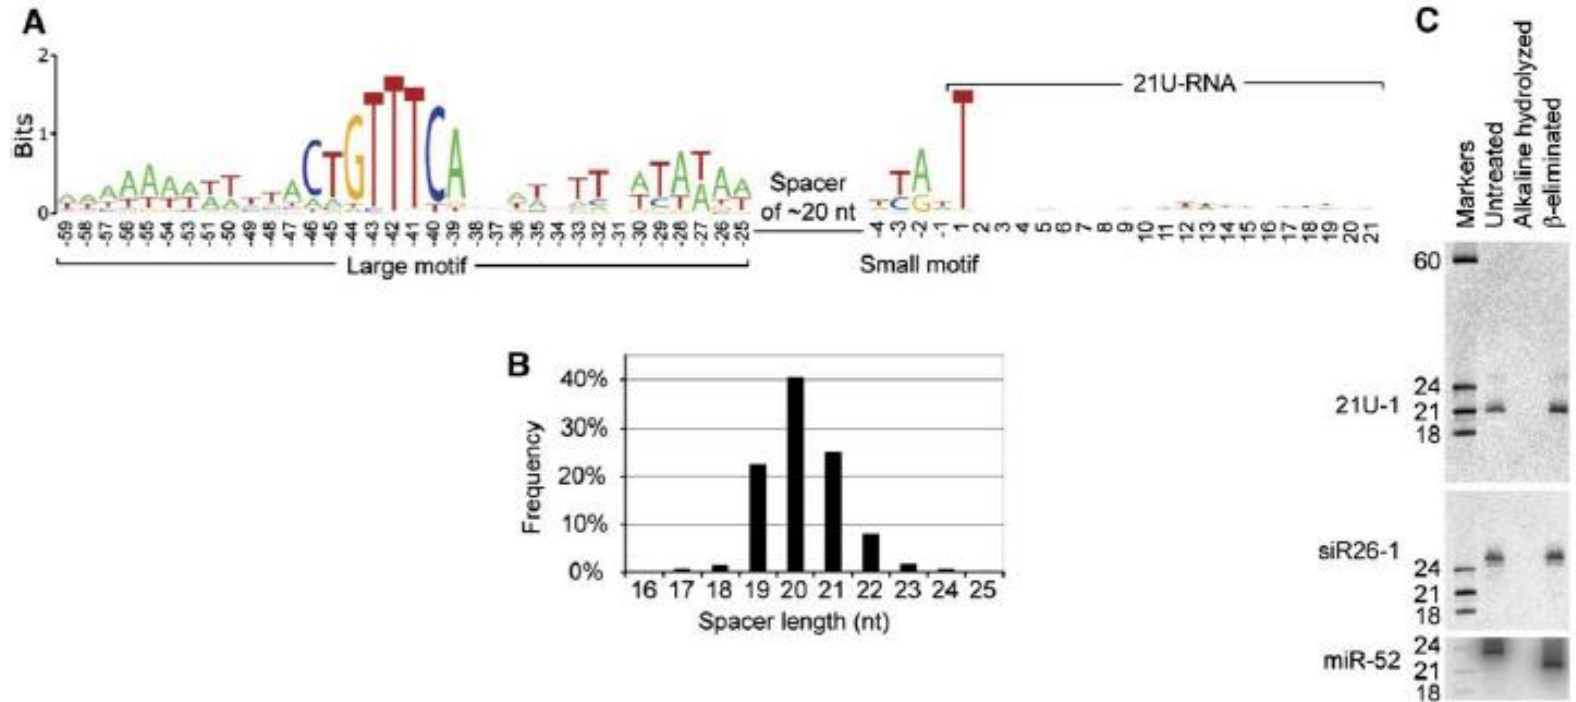 A
2
Bits
1
0
CTGTTTCA
-59 -58 -57 -56 -55 -54 -53 -51 -50 -49 -48 -47 -46 -45 -44 -43 -42 -41 -40 -39 -38 -37 -36 -35 -34 -33 -32 -31 -30 -29 -28 -27 -26 -25
Large motif
Spacer
of ~20 nt
-4 -3 -2 -1 1 2 3 4 5 6 7 8 9 10 11 12 13 14 15 16 17 18 19 20 21
Small motif
T
21U-RNA
B
Frequency
40%
30%
20%
10%
0%
16 17 18 19 20 21 22 23 24 25
Spacer length (nt)
C
Markers
Untreated
Alkaline hydrolyzed
β-eliminated
60
24
21U-1 21
18
siR26-1
24
21
18
24
miR-52 21
18